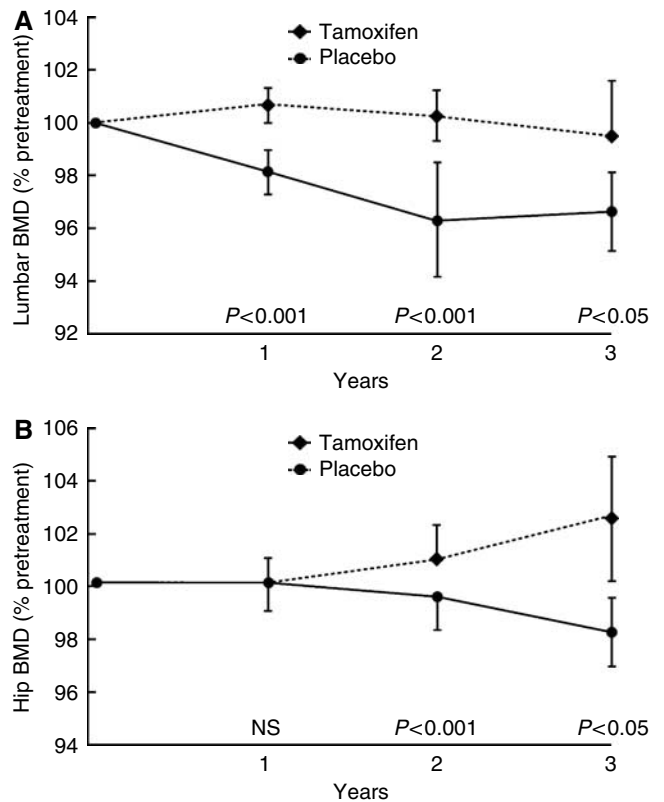 A
Lumbar BMD (% pretreatment)
104
102
100
98
96
94
92
Tamoxifen
Placebo
P<0.001 P<0.001 P<0.05
1 2 3
Years
B
Hip BMD (% pretreatment)
106
104
102
100
98
96
94
Tamoxifen
Placebo
NS P<0.001 P<0.05
1 2 3
Years